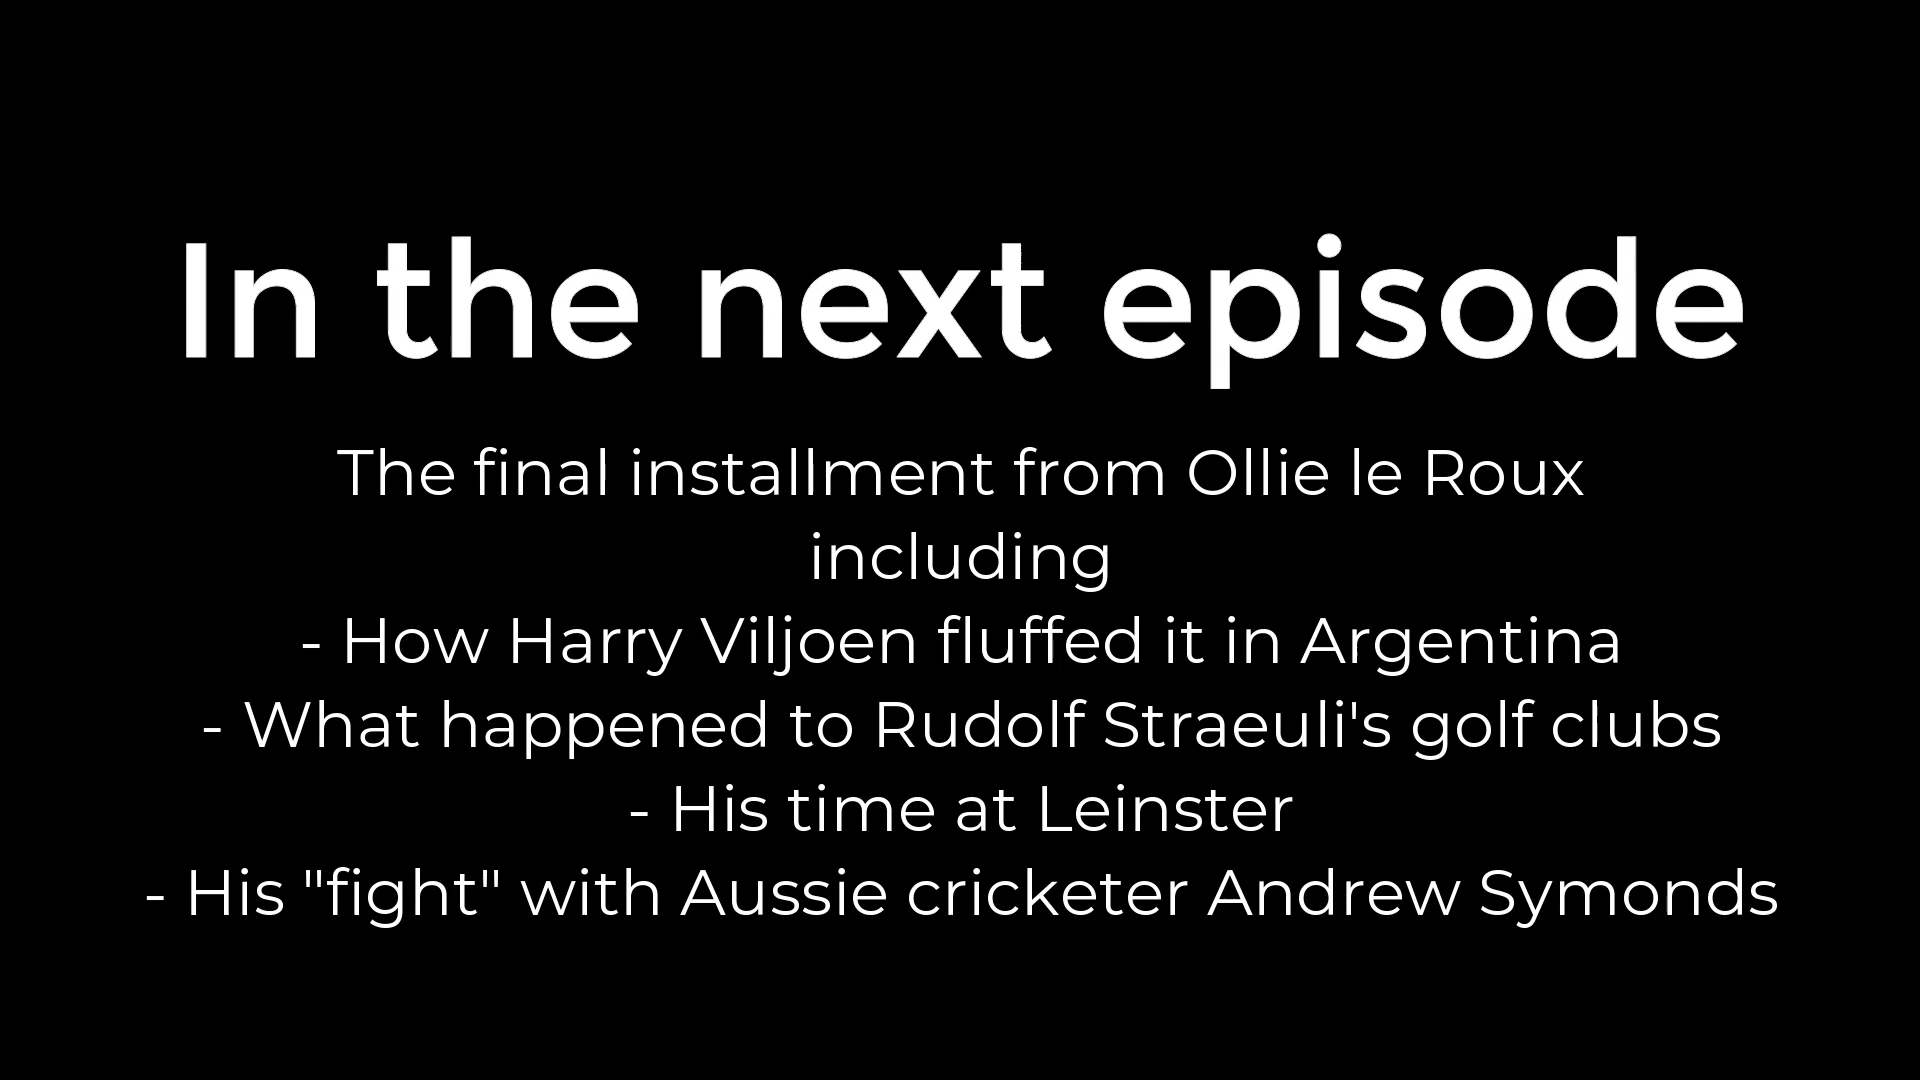 In the next episode
The final installment from Ollie le Roux
including
- How Harry Viljoen fluffed it in Argentina
- What happened to Rudolf Straeuli's golf clubs
- His time at Leinster
- His "fight" with Aussie cricketer Andrew Symonds